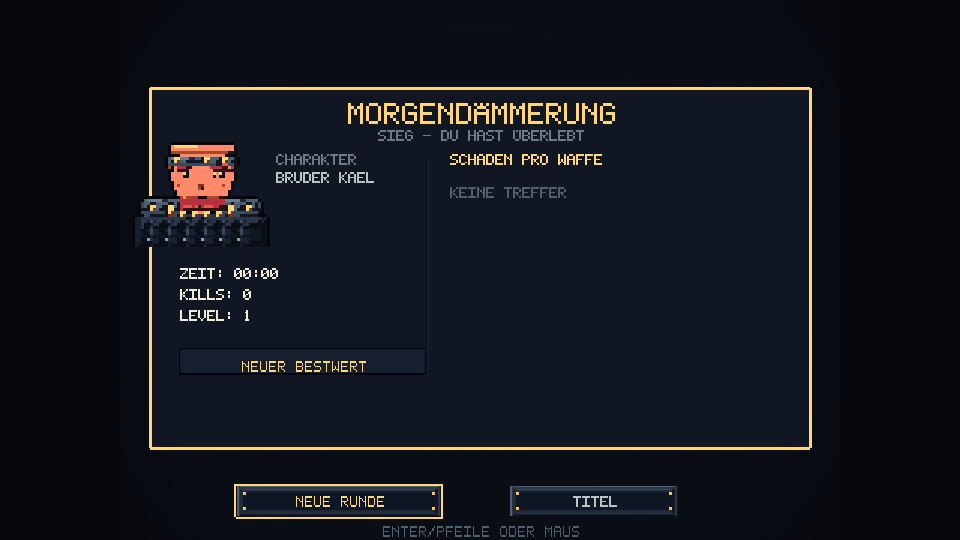 MORGENDÄMMERUNG
SIEG - DU HAST ÜBERLEBT
CHARAKTER
BRUDER KAEL
ZEIT: 00:00
KILLS: 0
LEVEL: 1
NEUER BESTWERT
SCHADEN PRO WAFFE
KEINE TREFFER
NEUE RUNDE
TITEL
ENTER/PFEILE ODER MAUS